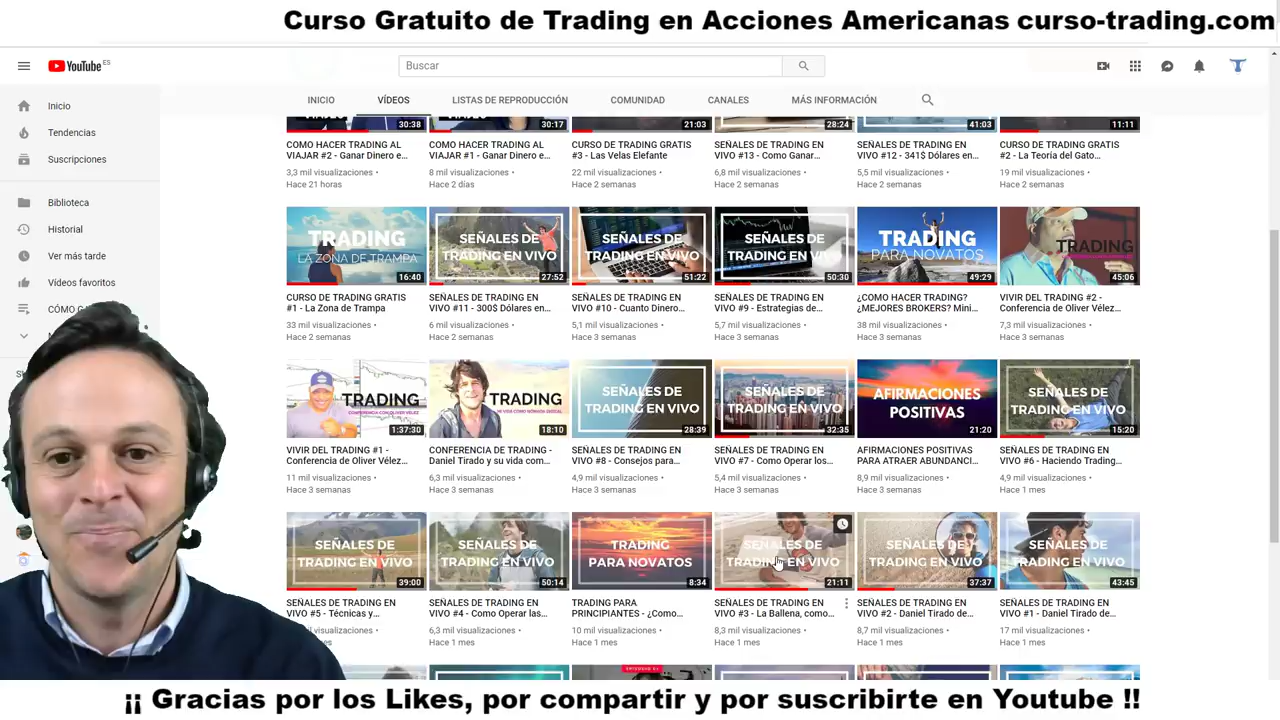 Curso Gratuito de Trading en Acciones Americanas curso-trading.com
YouTube ES
Buscar
INICIO VÍDEOS LISTAS DE REPRODUCCIÓN COMUNIDAD CANALES MÁS INFORMACIÓN
Inicio
Tendencias
Suscripciones
Biblioteca
Historial
Ver más tarde
Vídeos favoritos
30:38 30:17 21:03 28:24 41:03 11:11
COMO HACER TRADING AL
VIAJAR #2 - Ganar Dinero e...
3,3 mil visualizaciones •
Hace 21 horas
COMO HACER TRADING AL
VIAJAR #1 - Ganar Dinero e...
8 mil visualizaciones •
Hace 2 días
CURSO DE TRADING GRATIS
#3 - Las Velas Elefante
22 mil visualizaciones •
Hace 2 semanas
SEÑALES DE TRADING EN
VIVO #13 - Como Ganar...
6,8 mil visualizaciones •
Hace 2 semanas
SEÑALES DE TRADING EN
VIVO #12 - 341$ Dólares en...
5,5 mil visualizaciones •
Hace 2 semanas
CURSO DE TRADING GRATIS
#2 - La Teoría del Gato...
19 mil visualizaciones •
Hace 2 semanas
TRADING
LA ZONA DE TRAMPA
16:40
CURSO DE TRADING GRATIS
#1 - La Zona de Trampa
33 mil visualizaciones •
Hace 2 semanas
SEÑALES DE
TRADING EN VIVO
27:52
SEÑALES DE TRADING EN
VIVO #11 - 300$ Dólares en...
6 mil visualizaciones •
Hace 2 semanas
SEÑALES DE
TRADING EN VIVO
51:22
SEÑALES DE TRADING EN
VIVO #10 - Cuanto Dinero...
5,1 mil visualizaciones •
Hace 3 semanas
SEÑALES DE
TRADING EN VIVO
50:30
SEÑALES DE TRADING EN
VIVO #9 - Estrategias de...
5,7 mil visualizaciones •
Hace 3 semanas
TRADING
PARA NOVATOS
49:29
¿COMO HACER TRADING?
¿MEJORES BROKERS? Mini...
38 mil visualizaciones •
Hace 3 semanas
TRADING
45:06
VIVIR DEL TRADING #2 -
Conferencia de Oliver Vélez...
7,3 mil visualizaciones •
Hace 3 semanas
TRADING
CONFERENCIA CON OLIVER VÉLEZ
1:37:30
VIVIR DEL TRADING #1 -
Conferencia de Oliver Vélez...
11 mil visualizaciones •
Hace 3 semanas
TRADING
MI VIDA COMO NÓMADA DIGITAL
18:10
CONFERENCIA DE TRADING -
Daniel Tirado y su vida com...
6,3 mil visualizaciones •
Hace 3 semanas
SEÑALES DE
TRADING EN VIVO
28:39
SEÑALES DE TRADING EN
VIVO #8 - Consejos para...
4,9 mil visualizaciones •
Hace 3 semanas
SEÑALES DE
TRADING EN VIVO
32:35
SEÑALES DE TRADING EN
VIVO #7 - Como Operar los...
5,4 mil visualizaciones •
Hace 3 semanas
AFIRMACIONES
POSITIVAS
21:20
AFIRMACIONES POSITIVAS
PARA ATRAER ABUNDANCI...
8,9 mil visualizaciones •
Hace 3 semanas
SEÑALES DE
TRADING EN VIVO
15:20
SEÑALES DE TRADING EN
VIVO #6 - Haciendo Trading...
4,9 mil visualizaciones •
Hace 1 mes
SEÑALES DE
TRADING EN VIVO
39:00
SEÑALES DE TRADING EN
VIVO #5 - Técnicas y...
mil visualizaciones •
Hace 1 mes
SEÑALES DE
TRADING EN VIVO
50:14
SEÑALES DE TRADING EN
VIVO #4 - Como Operar las...
6,3 mil visualizaciones •
Hace 1 mes
TRADING
PARA NOVATOS
8:34
TRADING PARA
PRINCIPIANTES - ¿Como...
10 mil visualizaciones •
Hace 1 mes
SEÑALES DE
TRADING EN VIVO
21:11
SEÑALES DE TRADING EN
VIVO #3 - La Ballena, como...
8,3 mil visualizaciones •
Hace 1 mes
SEÑALES DE
TRADING EN VIVO
37:37
SEÑALES DE TRADING EN
VIVO #2 - Daniel Tirado de...
8,7 mil visualizaciones •
Hace 1 mes
SEÑALES DE
TRADING EN VIVO
43:45
SEÑALES DE TRADING EN
VIVO #1 - Daniel Tirado de...
17 mil visualizaciones •
Hace 1 mes
¡¡ Gracias por los Likes, por compartir y por suscribirte en Youtube !!